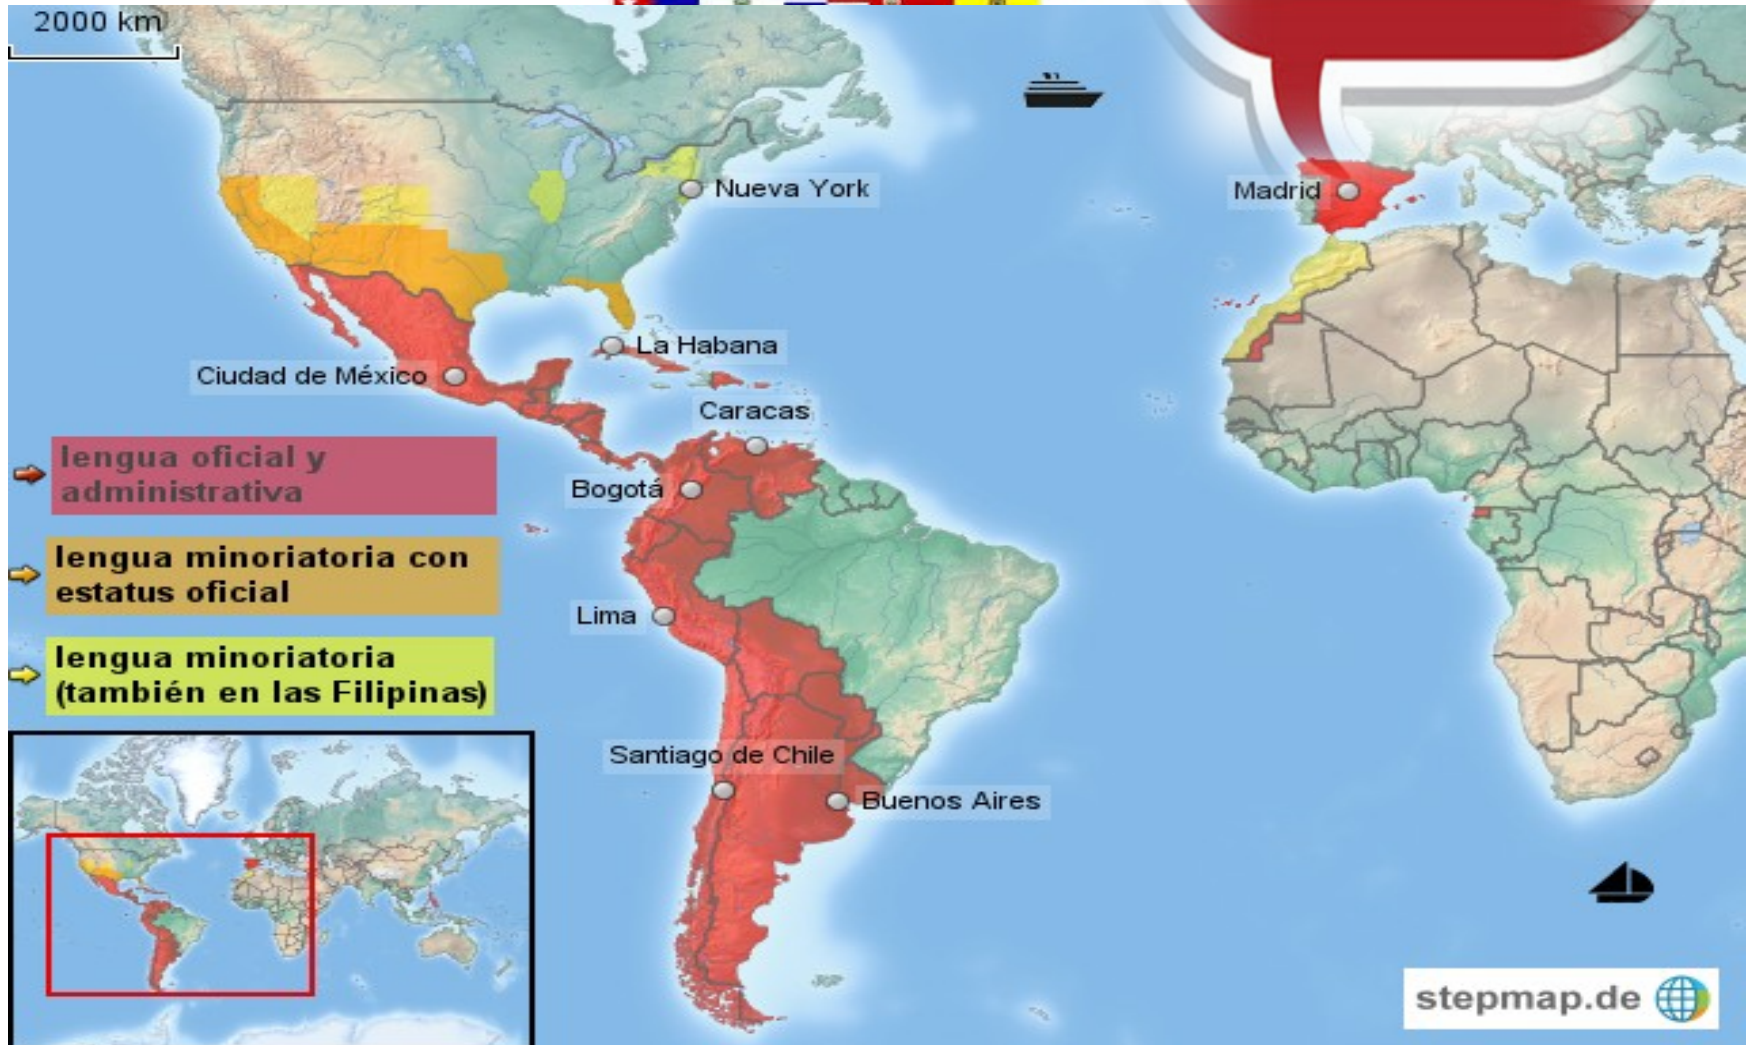 2000 km
Nueva York
Madrid
La Habana
Ciudad de México
Caracas
lengua oficial y
administrativa
Bogotá
lengua minoriatoria con
estatus oficial
Lima
lengua minoriatoria
(también en las Filipinas)
Santiago de Chile
Buenos Aires
stepmap.de